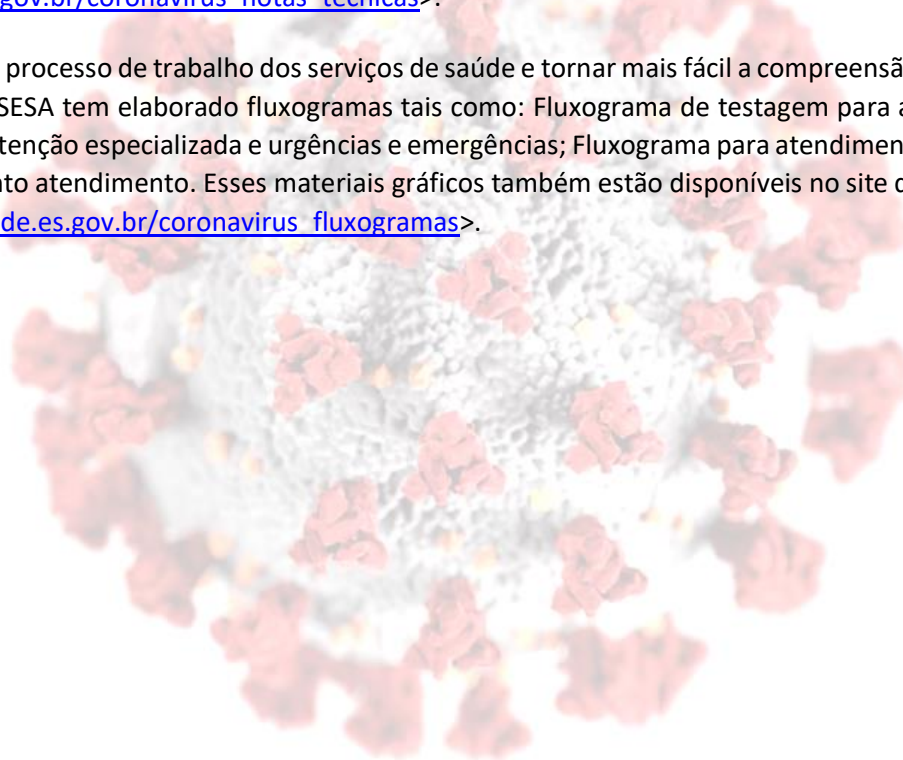 gov.br/coronavirus_notas_tecnicas>.
processo de trabalho dos serviços de saúde e tornar mais fácil a compreensã
SESA tem elaborado fluxogramas tais como: Fluxograma de testagem para a
tenção especializada e urgências e emergências; Fluxograma para atendimen
nto atendimento. Esses materiais gráficos também estão disponíveis no site d
de.es.gov.br/coronavirus_fluxogramas>.